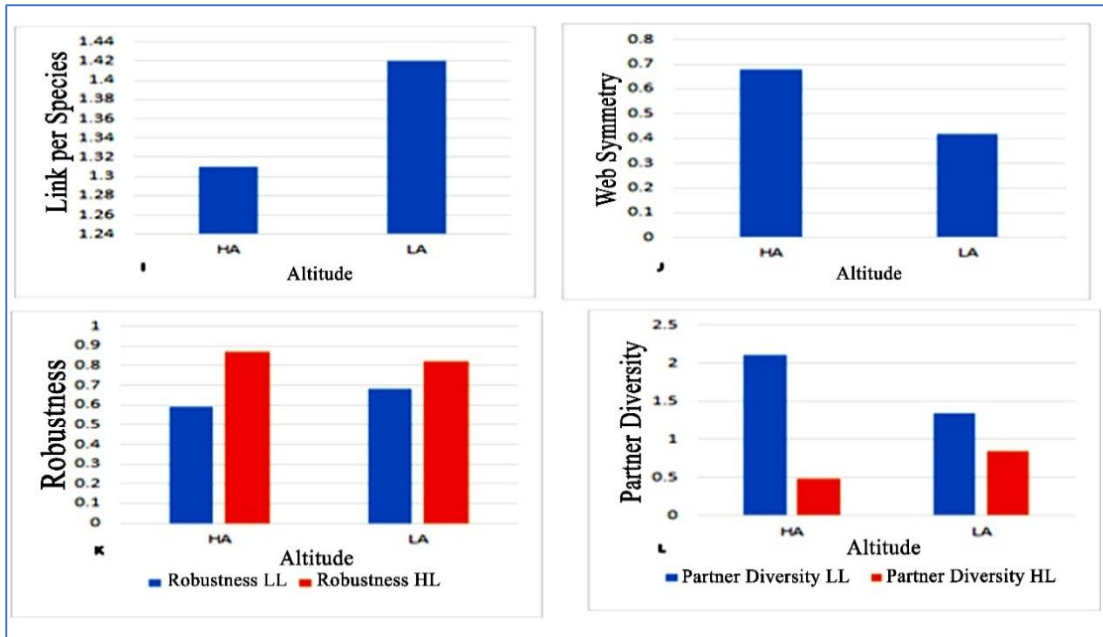 Link per Species
1.44
1.42
1.4
1.38
1.36
1.34
1.32
1.3
1.28
1.26
1.24
HA
LA
I
Altitude
Web Symmetry
0.8
0.7
0.6
0.5
0.4
0.3
0.2
0.1
0
HA
LA
J
Altitude
Robustness
1
0.9
0.8
0.7
0.6
0.5
0.4
0.3
0.2
0.1
0
HA
LA
K
Altitude
Robustness LL Robustness HL
Partner Diversity
2.5
2
1.5
1
0.5
0
HA
LA
L
Altitude
Partner Diversity LL Partner Diversity HL